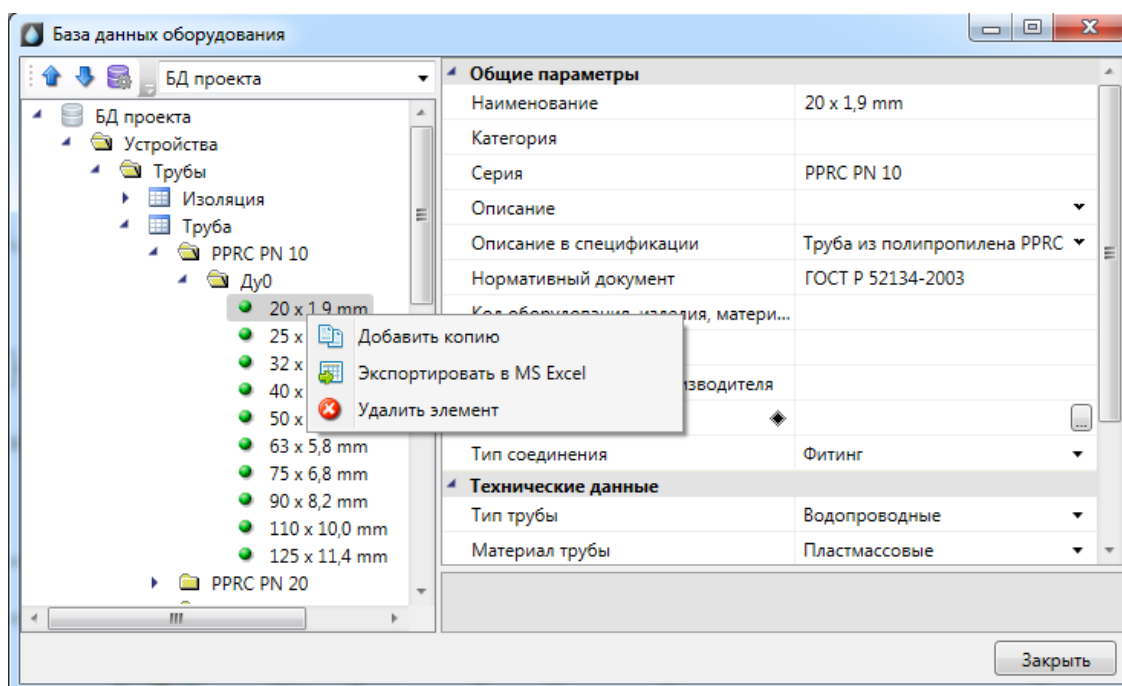 База данных оборудования
БД проекта
БД проекта
Устройства
Трубы
Изоляция
Труба
PPRC PN 10
Ду0
20 x 1,9 mm
25 x
32 x
40 x
50 x
63 x 5,8 mm
75 x 6,8 mm
90 x 8,2 mm
110 x 10,0 mm
125 x 11,4 mm
PPRC PN 20
Добавить копию
Экспортировать в MS Excel
Удалить элемент
Общие параметры
Наименование 20 x 1,9 mm
Категория
Серия PPRC PN 10
Описание
Описание в спецификации Труба из полипропилена PPRC
Нормативный документ ГОСТ Р 52134-2003
Код оборудования, изделия, матери...
изводителя
...
Тип соединения Фитинг
Технические данные
Тип трубы Водопроводные
Материал трубы Пластмассовые
Закрыть